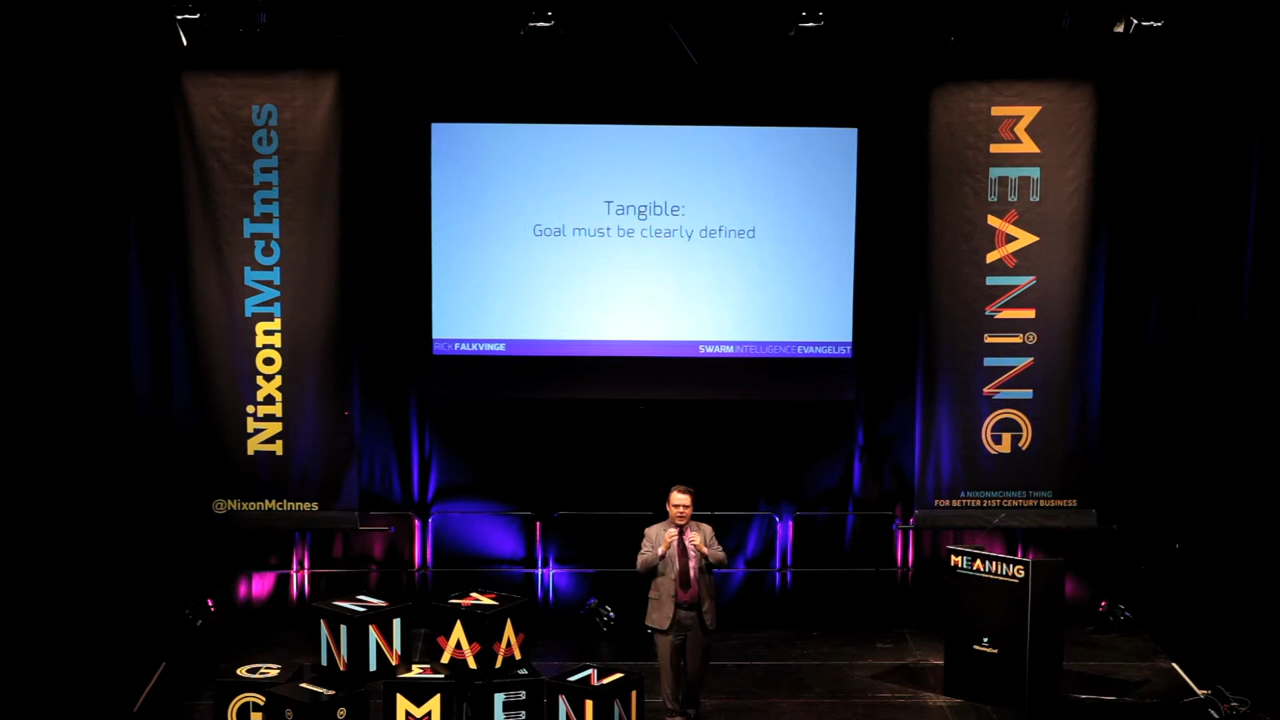 NixonMcInnes
@NixonMcInnes
Tangible:
Goal must be clearly defined
RICK FALKVINGE
SWARM INTELLIGENCE EVANGELIST
MEANING
A NIXONMCINNES THING
FOR BETTER 21ST CENTURY BUSINESS
MEANING
N
N N
A A
G
G
M
E
N
N N